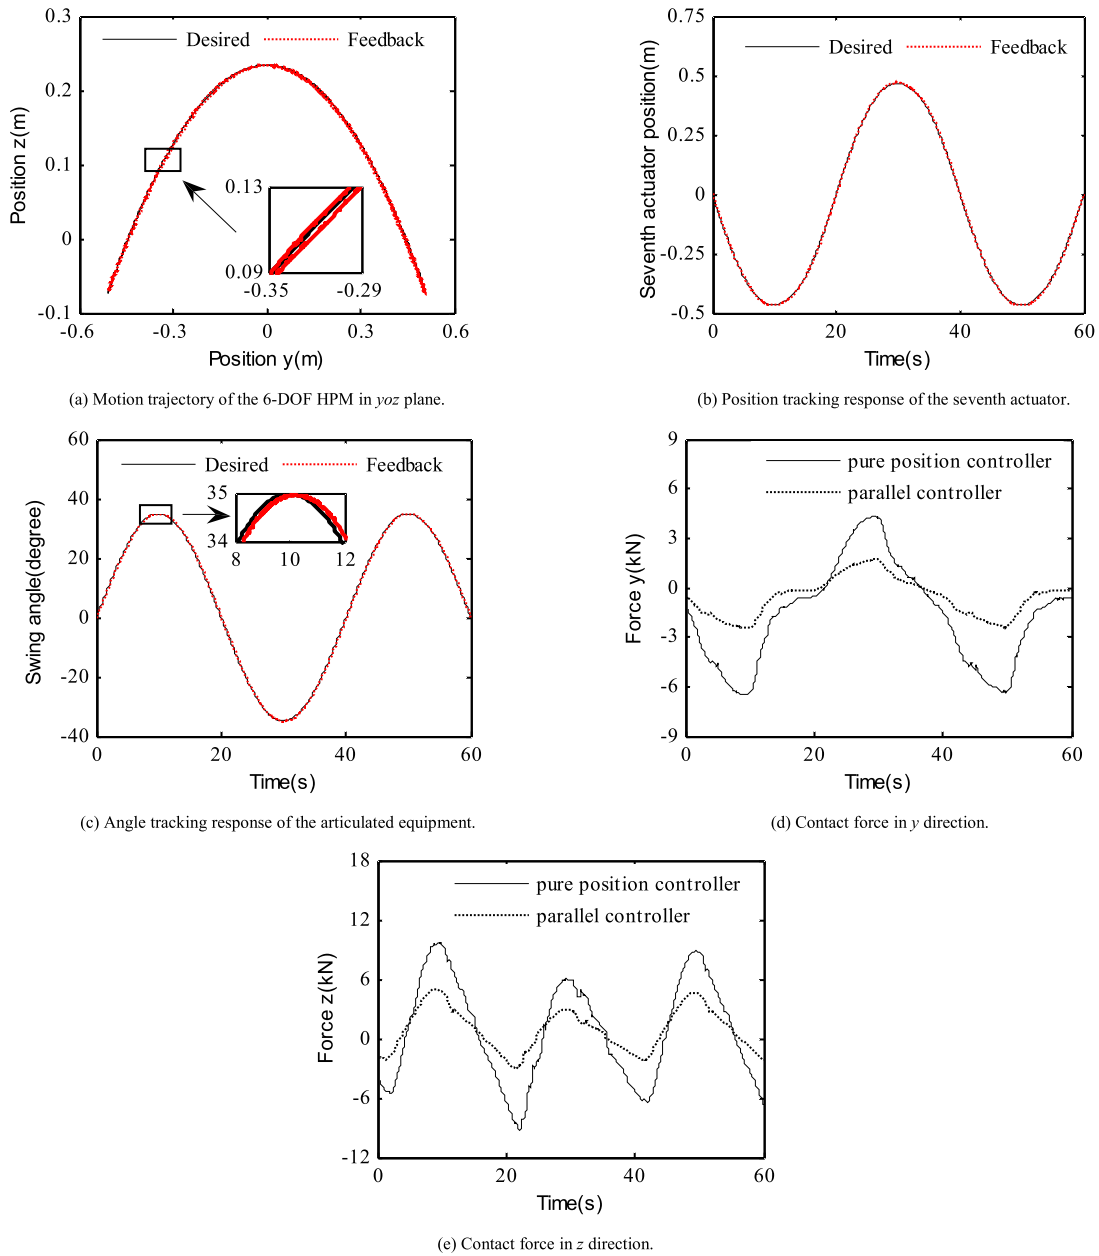 0.3
Desired
Feedback
0.2
Position z(m)
0.1
0
-0.1
0.13
0.09
-0.35
-0.29
-0.6
-0.3
0
0.3
0.6
Position y(m)
(a) Motion trajectory of the 6-DOF HPM in yoz plane.
0.75
Desired
Feedback
0.5
Seventh actuator position(m)
0.25
0
-0.25
-0.5
0
20
40
60
Time(s)
(b) Position tracking response of the seventh actuator.
60
Desired
Feedback
40
Swing angle(degree)
20
0
-20
-40
35
34
8
10
12
0
20
40
60
Time(s)
(c) Angle tracking response of the articulated equipment.
9
pure position controller
6
parallel controller
Force y(kN)
3
0
-3
-6
-9
0
20
40
60
Time(s)
(d) Contact force in y direction.
18
pure position controller
12
parallel controller
Force z(kN)
6
0
-6
-12
0
20
40
60
Time(s)
(e) Contact force in z direction.